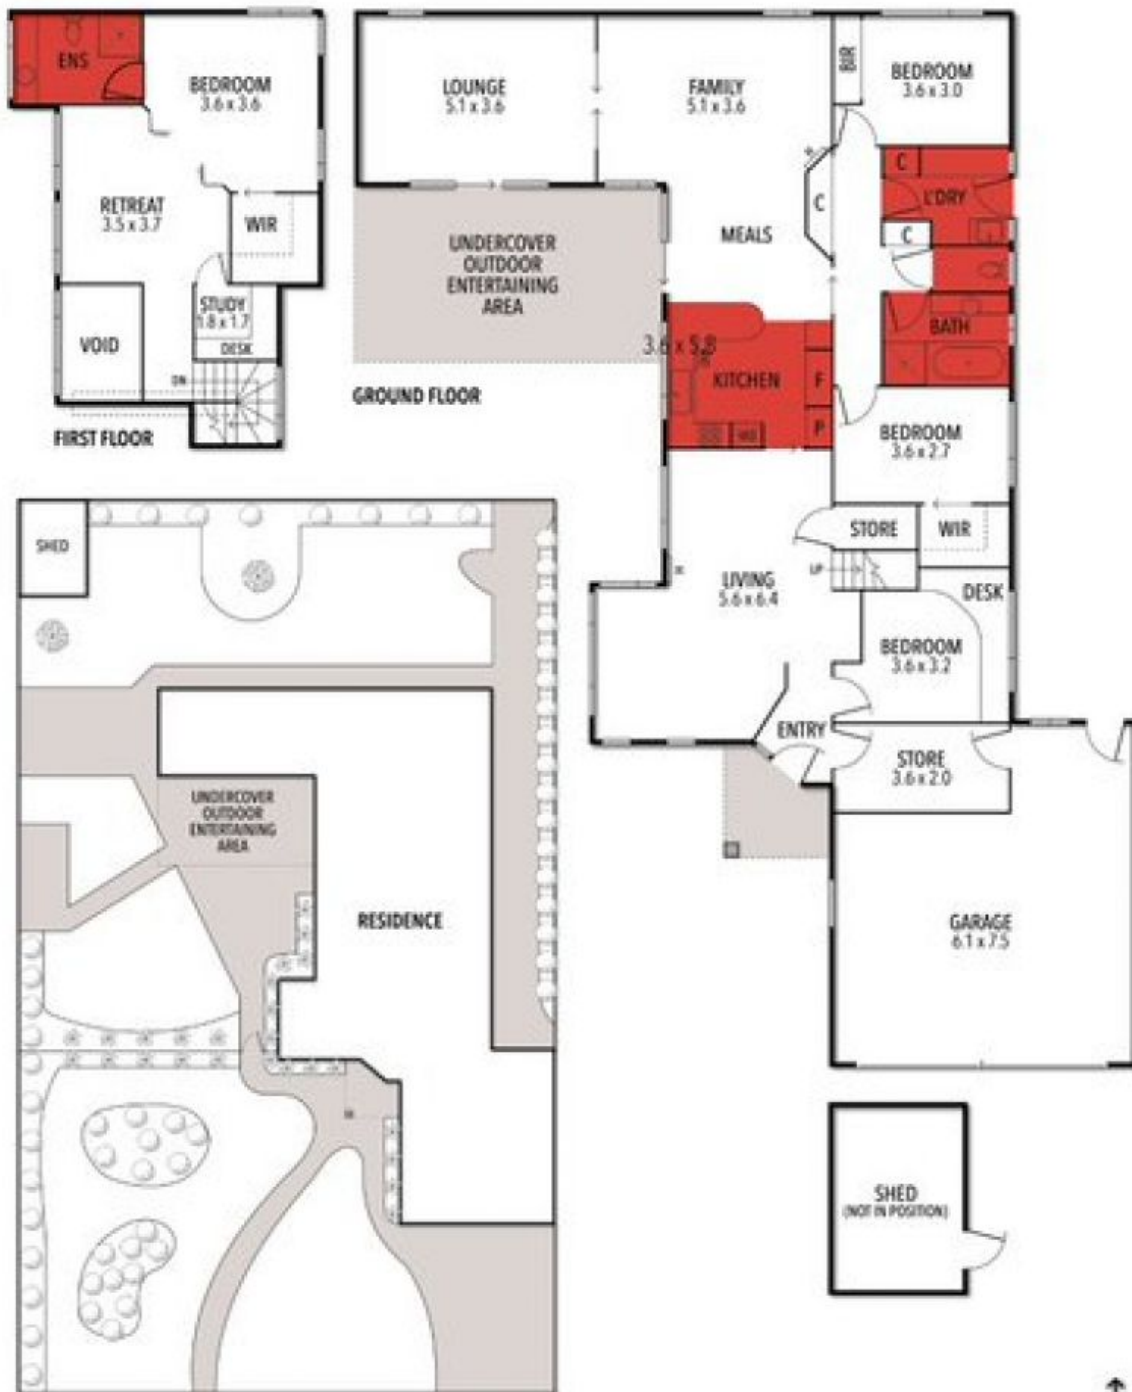 ENS
BEDROOM
3.6 x 3.6
RETREAT
3.5 x 3.7
WIR
STUDY
1.8 x 1.7
DESK
VOID
DN
FIRST FLOOR
LOUNGE
5.1 x 3.6
FAMILY
5.1 x 3.6
BIR
BEDROOM
3.6 x 3.0
C
L'DRY
C
C
MEALS
UNDERCOVER
OUTDOOR
ENTERTAINING
AREA
BATH
3.6 x 5.8
KITCHEN
F
P
GROUND FLOOR
BEDROOM
3.6 x 2.7
STORE
WIR
UP
LIVING
5.6 x 6.4
DESK
BEDROOM
3.6 x 3.2
ENTRY
STORE
3.6 x 2.0
GARAGE
6.1 x 7.5
SHED
UNDERCOVER
OUTDOOR
ENTERTAINING
AREA
RESIDENCE
SHED
(NOT IN POSITION)